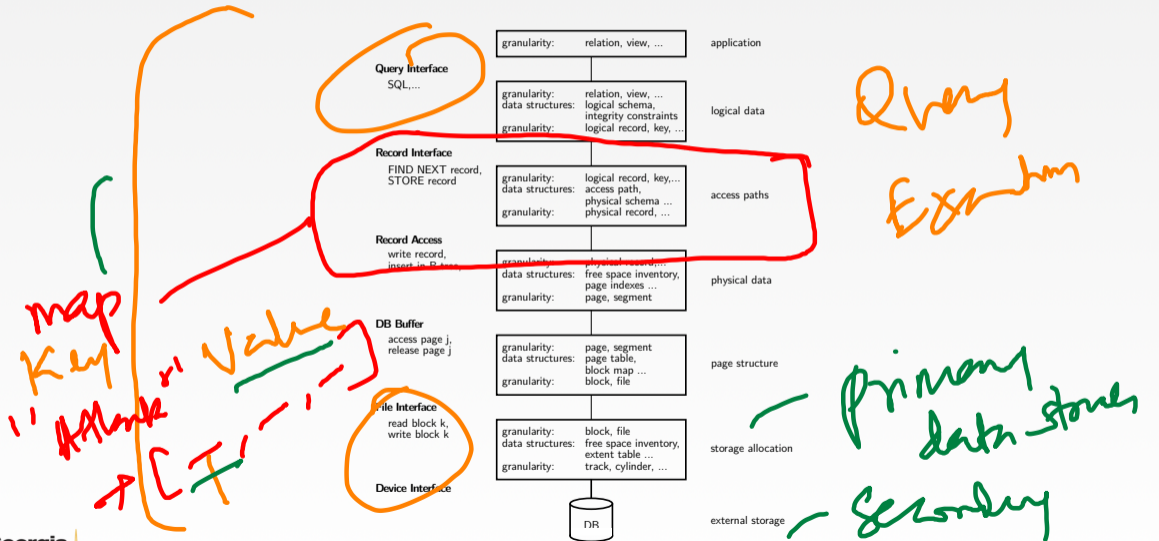 granularity: relation, view, ...
application
Query Interface
SQL,...
granularity: relation, view, ...
data structures: logical schema,
integrity constraints
granularity: logical record, key, ...
logical data
Query
Record Interface
FIND NEXT record,
STORE record
granularity: logical record, key,...
data structures: access path,
physical schema ...
granularity: physical record, ...
access paths
Record Access
write record,
insert in B-tree,
granularity: physical record,...
data structures: free space inventory,
page indexes ...
granularity: page, segment
physical data
map
Key Value
DB Buffer
access page j,
release page j
granularity: page, segment
data structures: page table,
block map ...
granularity: block, file
page structure
Primary
data stores
File Interface
read block k,
write block k
granularity: block, file
data structures: free space inventory,
extent table ...
granularity: track, cylinder, ...
storage allocation
Device Interface
DB
external storage
Secondary